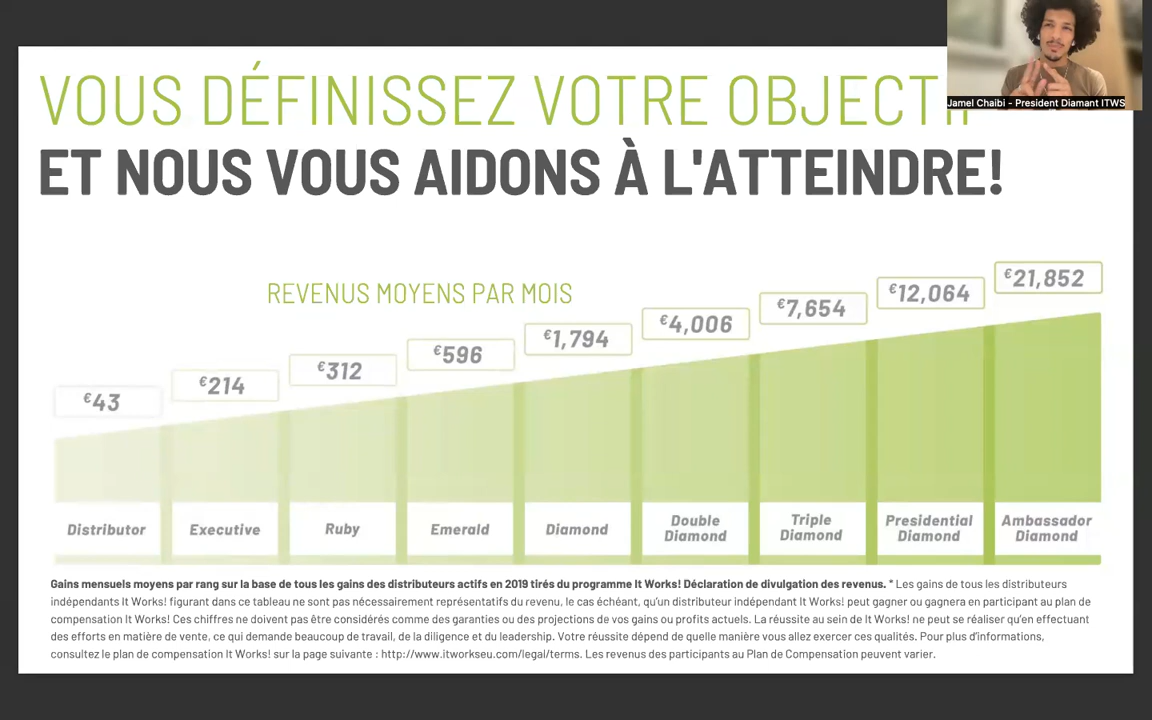 VOUS DÉFINISSEZ VOTRE OBJECTIF
Jamel Chaibi - President Diamant ITWS
ET NOUS VOUS AIDONS À L'ATTEINDRE!
REVENUS MOYENS PAR MOIS
€43
€214
€312
€596
€1,794
€4,006
€7,654
€12,064
€21,852
Distributor
Executive
Ruby
Emerald
Diamond
Double
Diamond
Triple
Diamond
Presidential
Diamond
Ambassador
Diamond
Gains mensuels moyens par rang sur la base de tous les gains des distributeurs actifs en 2019 tirés du programme It Works! Déclaration de divulgation des revenus. * Les gains de tous les distributeurs
indépendants It Works! figurant dans ce tableau ne sont pas nécessairement représentatifs du revenu, le cas échéant, qu'un distributeur indépendant It Works! peut gagner ou gagnera en participant au plan de
compensation It Works! Ces chiffres ne doivent pas être considérés comme des garanties ou des projections de vos gains ou profits actuels. La réussite au sein de It Works! ne peut se réaliser qu'en effectuant
des efforts en matière de vente, ce qui demande beaucoup de travail, de la diligence et du leadership. Votre réussite dépend de quelle manière vous allez exercer ces qualités. Pour plus d'informations,
consultez le plan de compensation It Works! sur la page suivante : http://www.itworkseu.com/legal/terms. Les revenus des participants au Plan de Compensation peuvent varier.